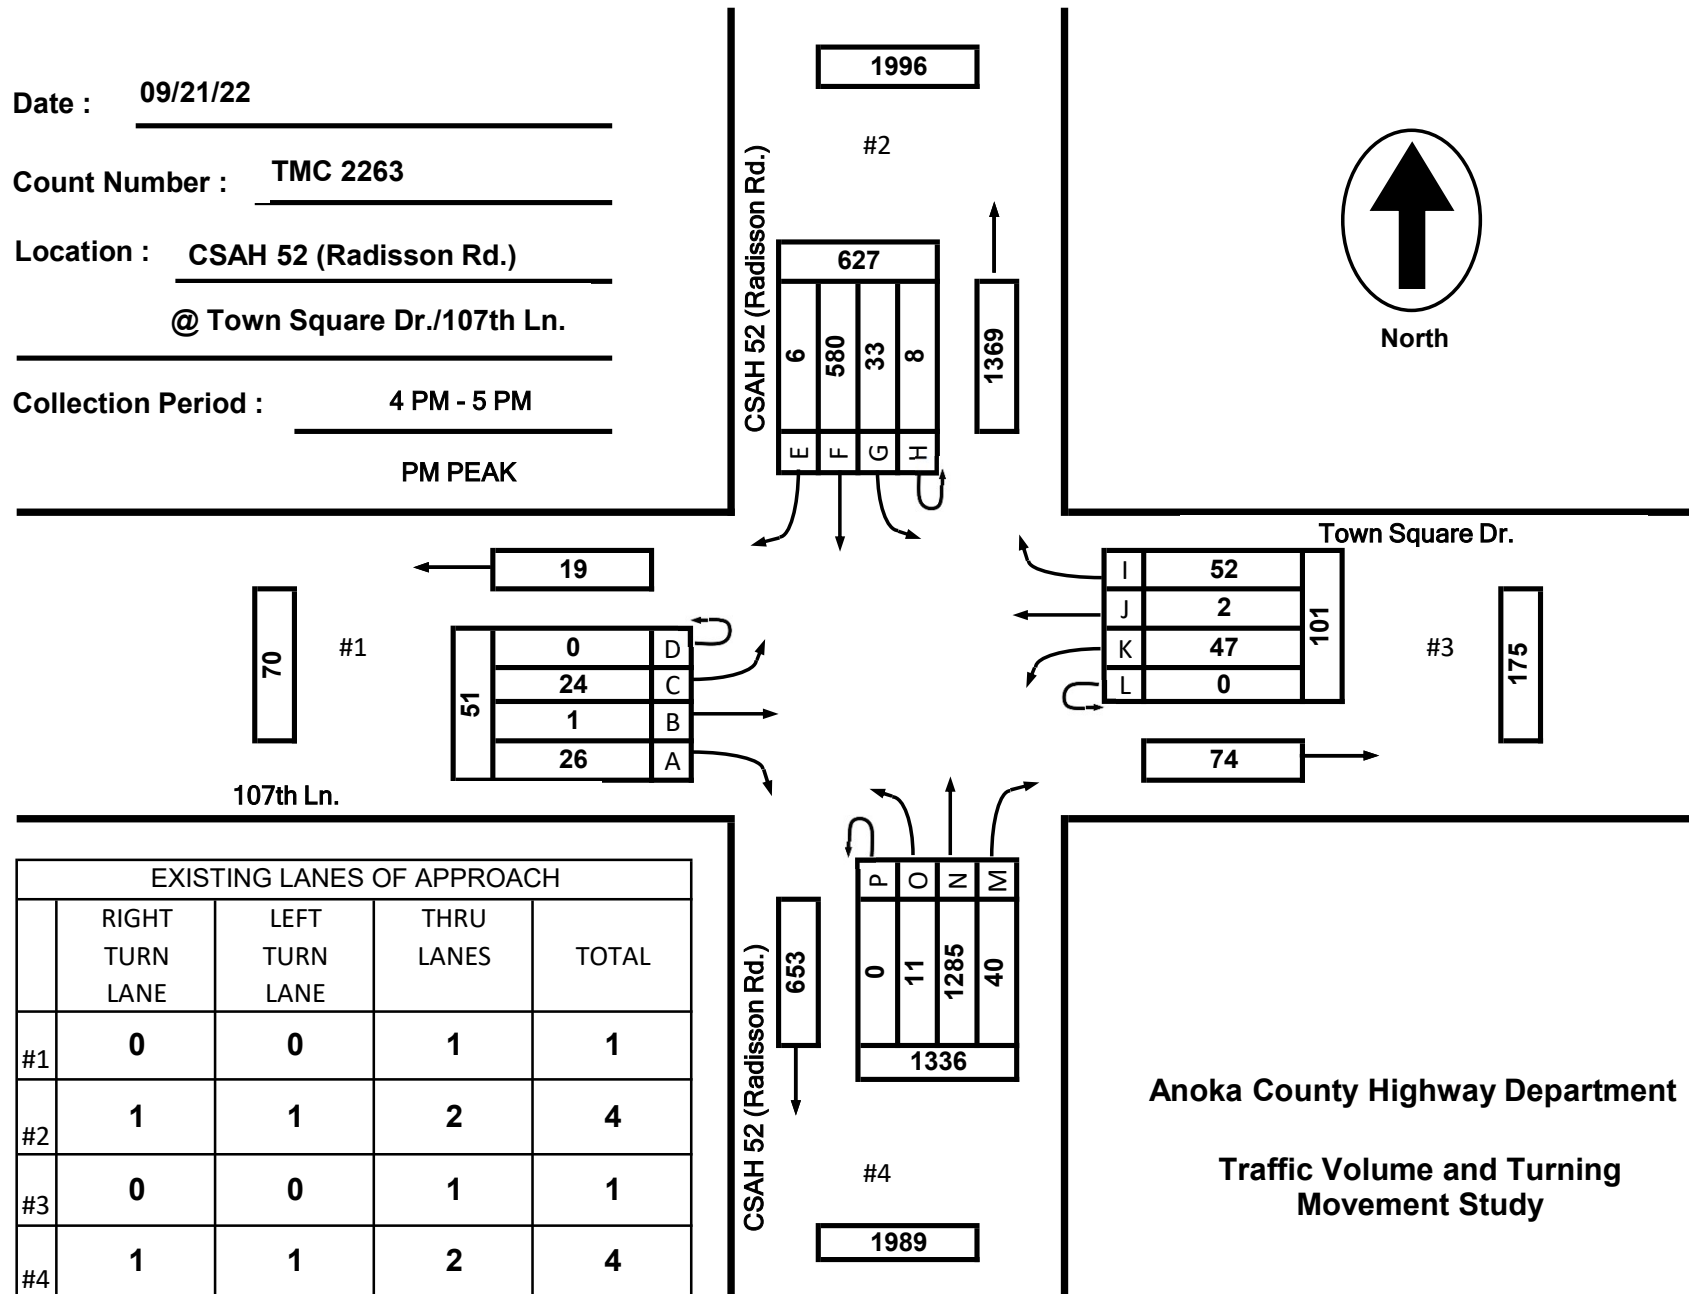 Date : 09/21/22
Count Number : TMC 2263
Location : CSAH 52 (Radisson Rd.)
@ Town Square Dr./107th Ln.
Collection Period : 4 PM - 5 PM
PM PEAK
1996
#2
CSAH 52 (Radisson Rd.)
627
6 580 33 8
E F G H
1369
North
Town Square Dr.
19
70
#1
51
0 D
24 C
1 B
26 A
107th Ln.
I 52
J 2
K 47
L 0
101
#3
175
74
P O N M
0 11 1285 40
1336
653
CSAH 52 (Radisson Rd.)
#4
1989
EXISTING LANES OF APPROACH
RIGHT LEFT THRU
TURN TURN LANES TOTAL
LANE LANE
#1 0 0 1 1
#2 1 1 2 4
#3 0 0 1 1
#4 1 1 2 4
Anoka County Highway Department
Traffic Volume and Turning
Movement Study